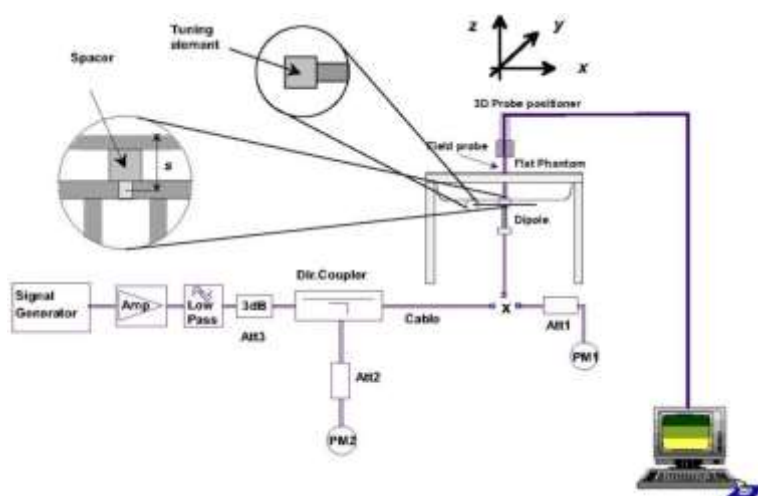 Tuning
element
Spacer
z
y
x
3D Probe positioner
Field probe
Flat Phantom
s
Dipole
Signal
Generator
Amp
Low
Pass
3dB
Att3
Dir.Coupler
Cable
x
Att1
PM1
Att2
PM2